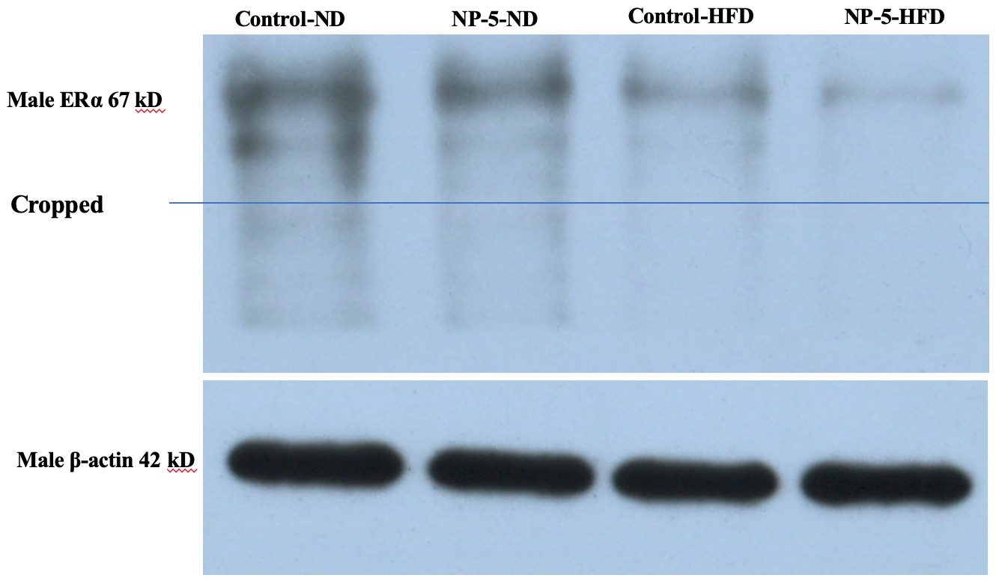 Control-ND NP-5-ND Control-HFD NP-5-HFD
Male ERα 67 kD
Cropped
Male β-actin 42 kD